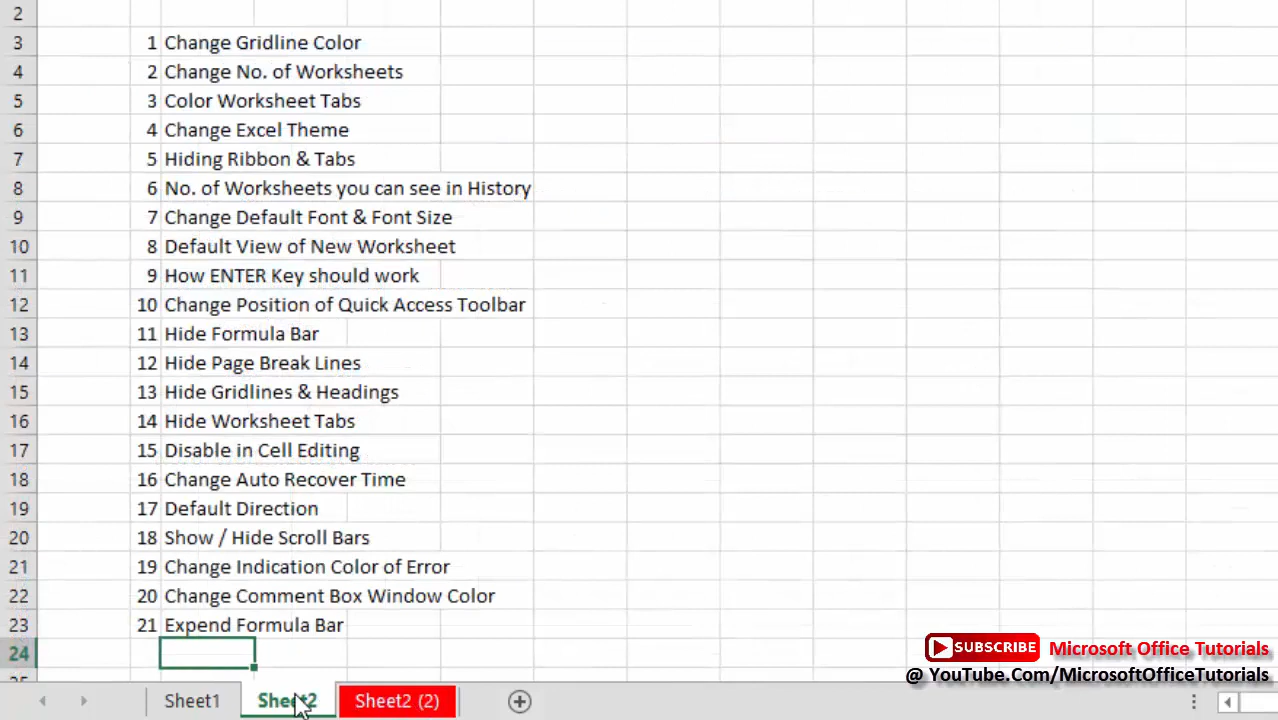 2
3 1 Change Gridline Color
4 2 Change No. of Worksheets
5 3 Color Worksheet Tabs
6 4 Change Excel Theme
7 5 Hiding Ribbon & Tabs
8 6 No. of Worksheets you can see in History
9 7 Change Default Font & Font Size
10 8 Default View of New Worksheet
11 9 How ENTER Key should work
12 10 Change Position of Quick Access Toolbar
13 11 Hide Formula Bar
14 12 Hide Page Break Lines
15 13 Hide Gridlines & Headings
16 14 Hide Worksheet Tabs
17 15 Disable in Cell Editing
18 16 Change Auto Recover Time
19 17 Default Direction
20 18 Show / Hide Scroll Bars
21 19 Change Indication Color of Error
22 20 Change Comment Box Window Color
23 21 Expend Formula Bar
24
SUBSCRIBE Microsoft Office Tutorials
@ YouTube.Com/MicrosoftOfficeTutorials
Sheet1 Sheet2 Sheet2 (2)